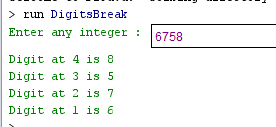 > run DigitsBreak
Enter any integer : 6758
Digit at 4 is 8
Digit at 3 is 5
Digit at 2 is 7
Digit at 1 is 6
>